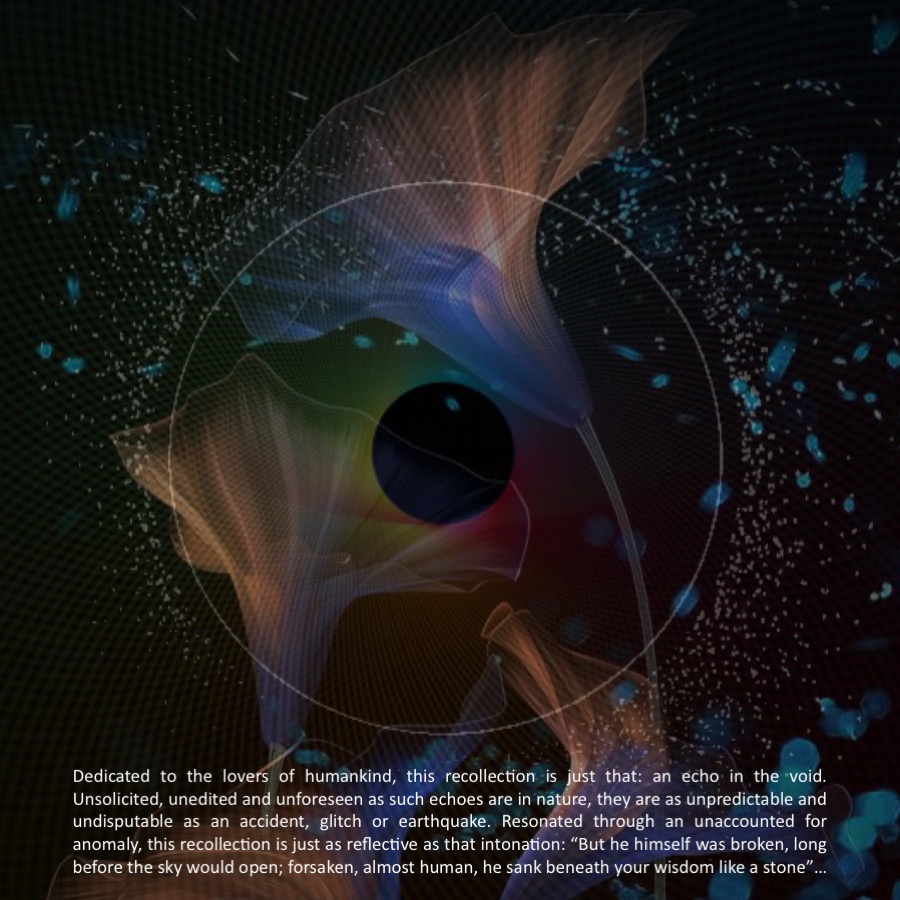 Dedicated to the lovers of humankind, this recollection is just that: an echo in the void.
Unsolicited, unedited and unforeseen as such echoes are in nature, they are as unpredictable and
undisputable as an accident, glitch or earthquake. Resonated through an unaccounted for
anomaly, this recollection is just as reflective as that intonation: “But he himself was broken, long
before the sky would open; forsaken, almost human, he sank beneath your wisdom like a stone”...